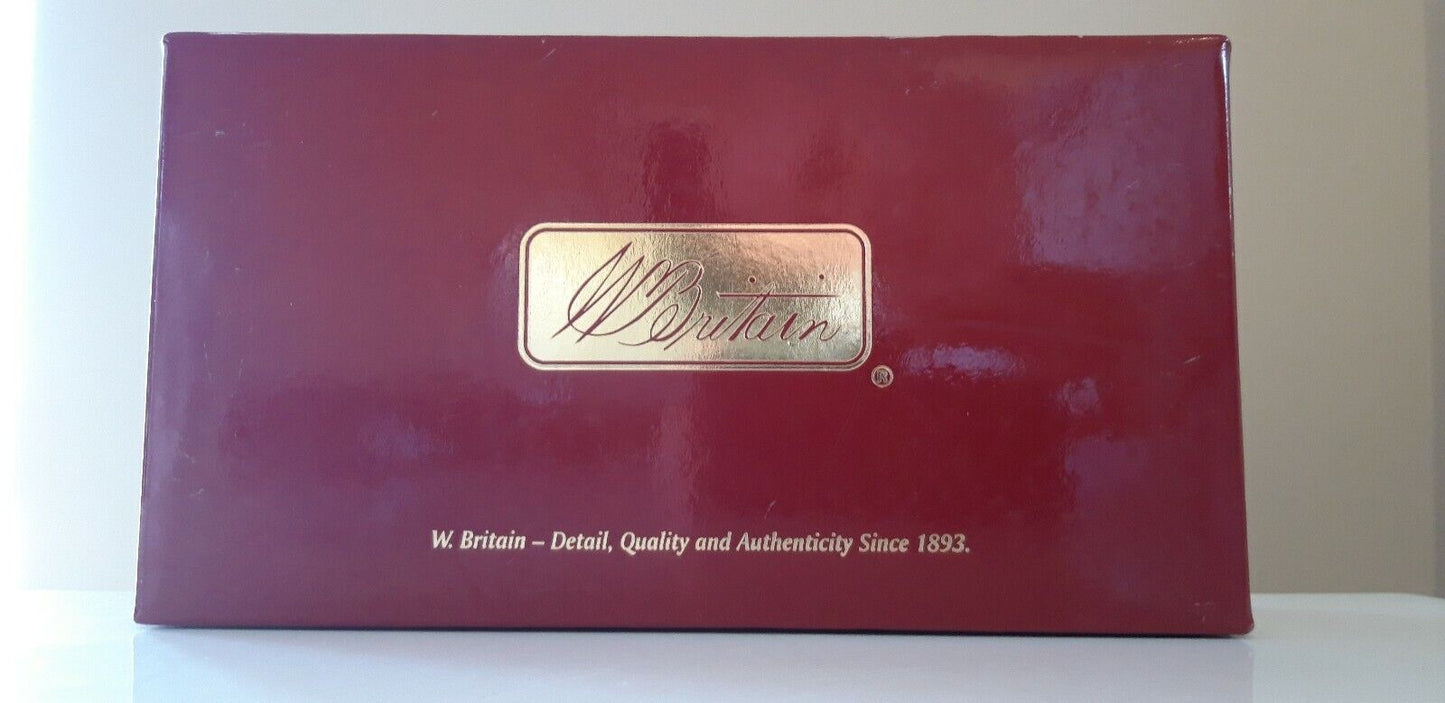 W Britain
®
W. Britain – Detail, Quality and Authenticity Since 1893.